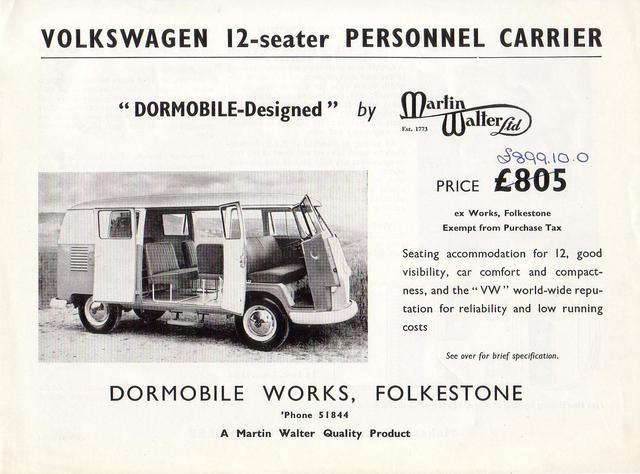 VOLKSWAGEN 12-seater PERSONNEL CARRIER
“DORMOBILE-Designed” by Martin Walter Ltd
Est. 1773
£899.10.0
PRICE £805
ex Works, Folkestone
Exempt from Purchase Tax
Seating accommodation for 12, good
visibility, car comfort and compact-
ness, and the “VW” world-wide repu-
tation for reliability and low running
costs
See over for brief specification.
DORMOBILE WORKS, FOLKESTONE
'Phone 51844
A Martin Walter Quality Product